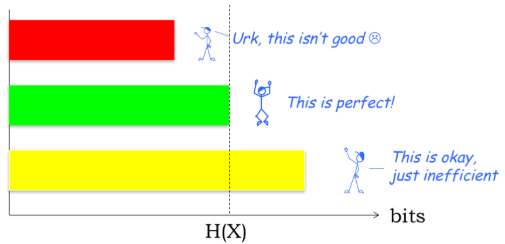 Urk, this isn't good ☹
This is perfect!
This is okay,
just inefficient
bits
H(X)